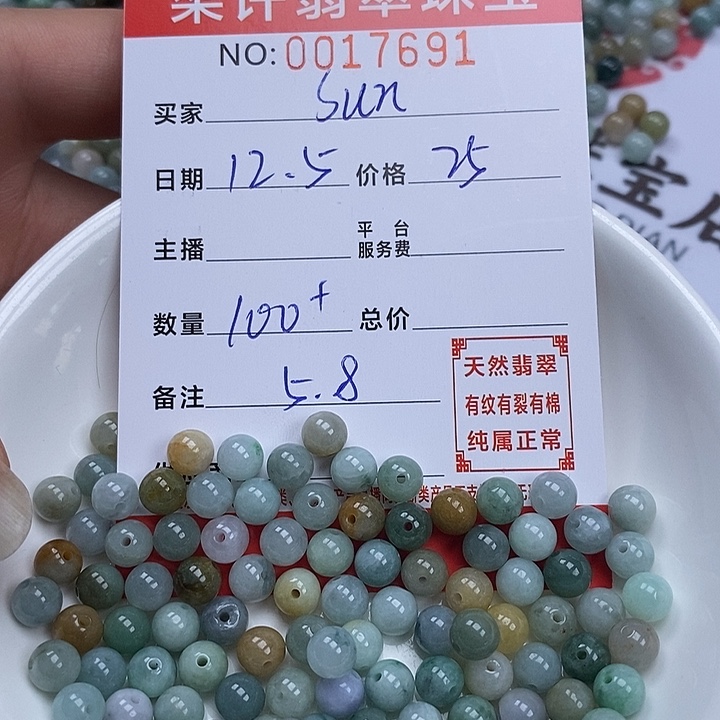 NO: 0017691
买家 Sun
日期 12.5 价格 25
主播 平台服务费
数量 100+ 总价
备注 5.8
天然翡翠
有纹有裂有棉
纯属正常